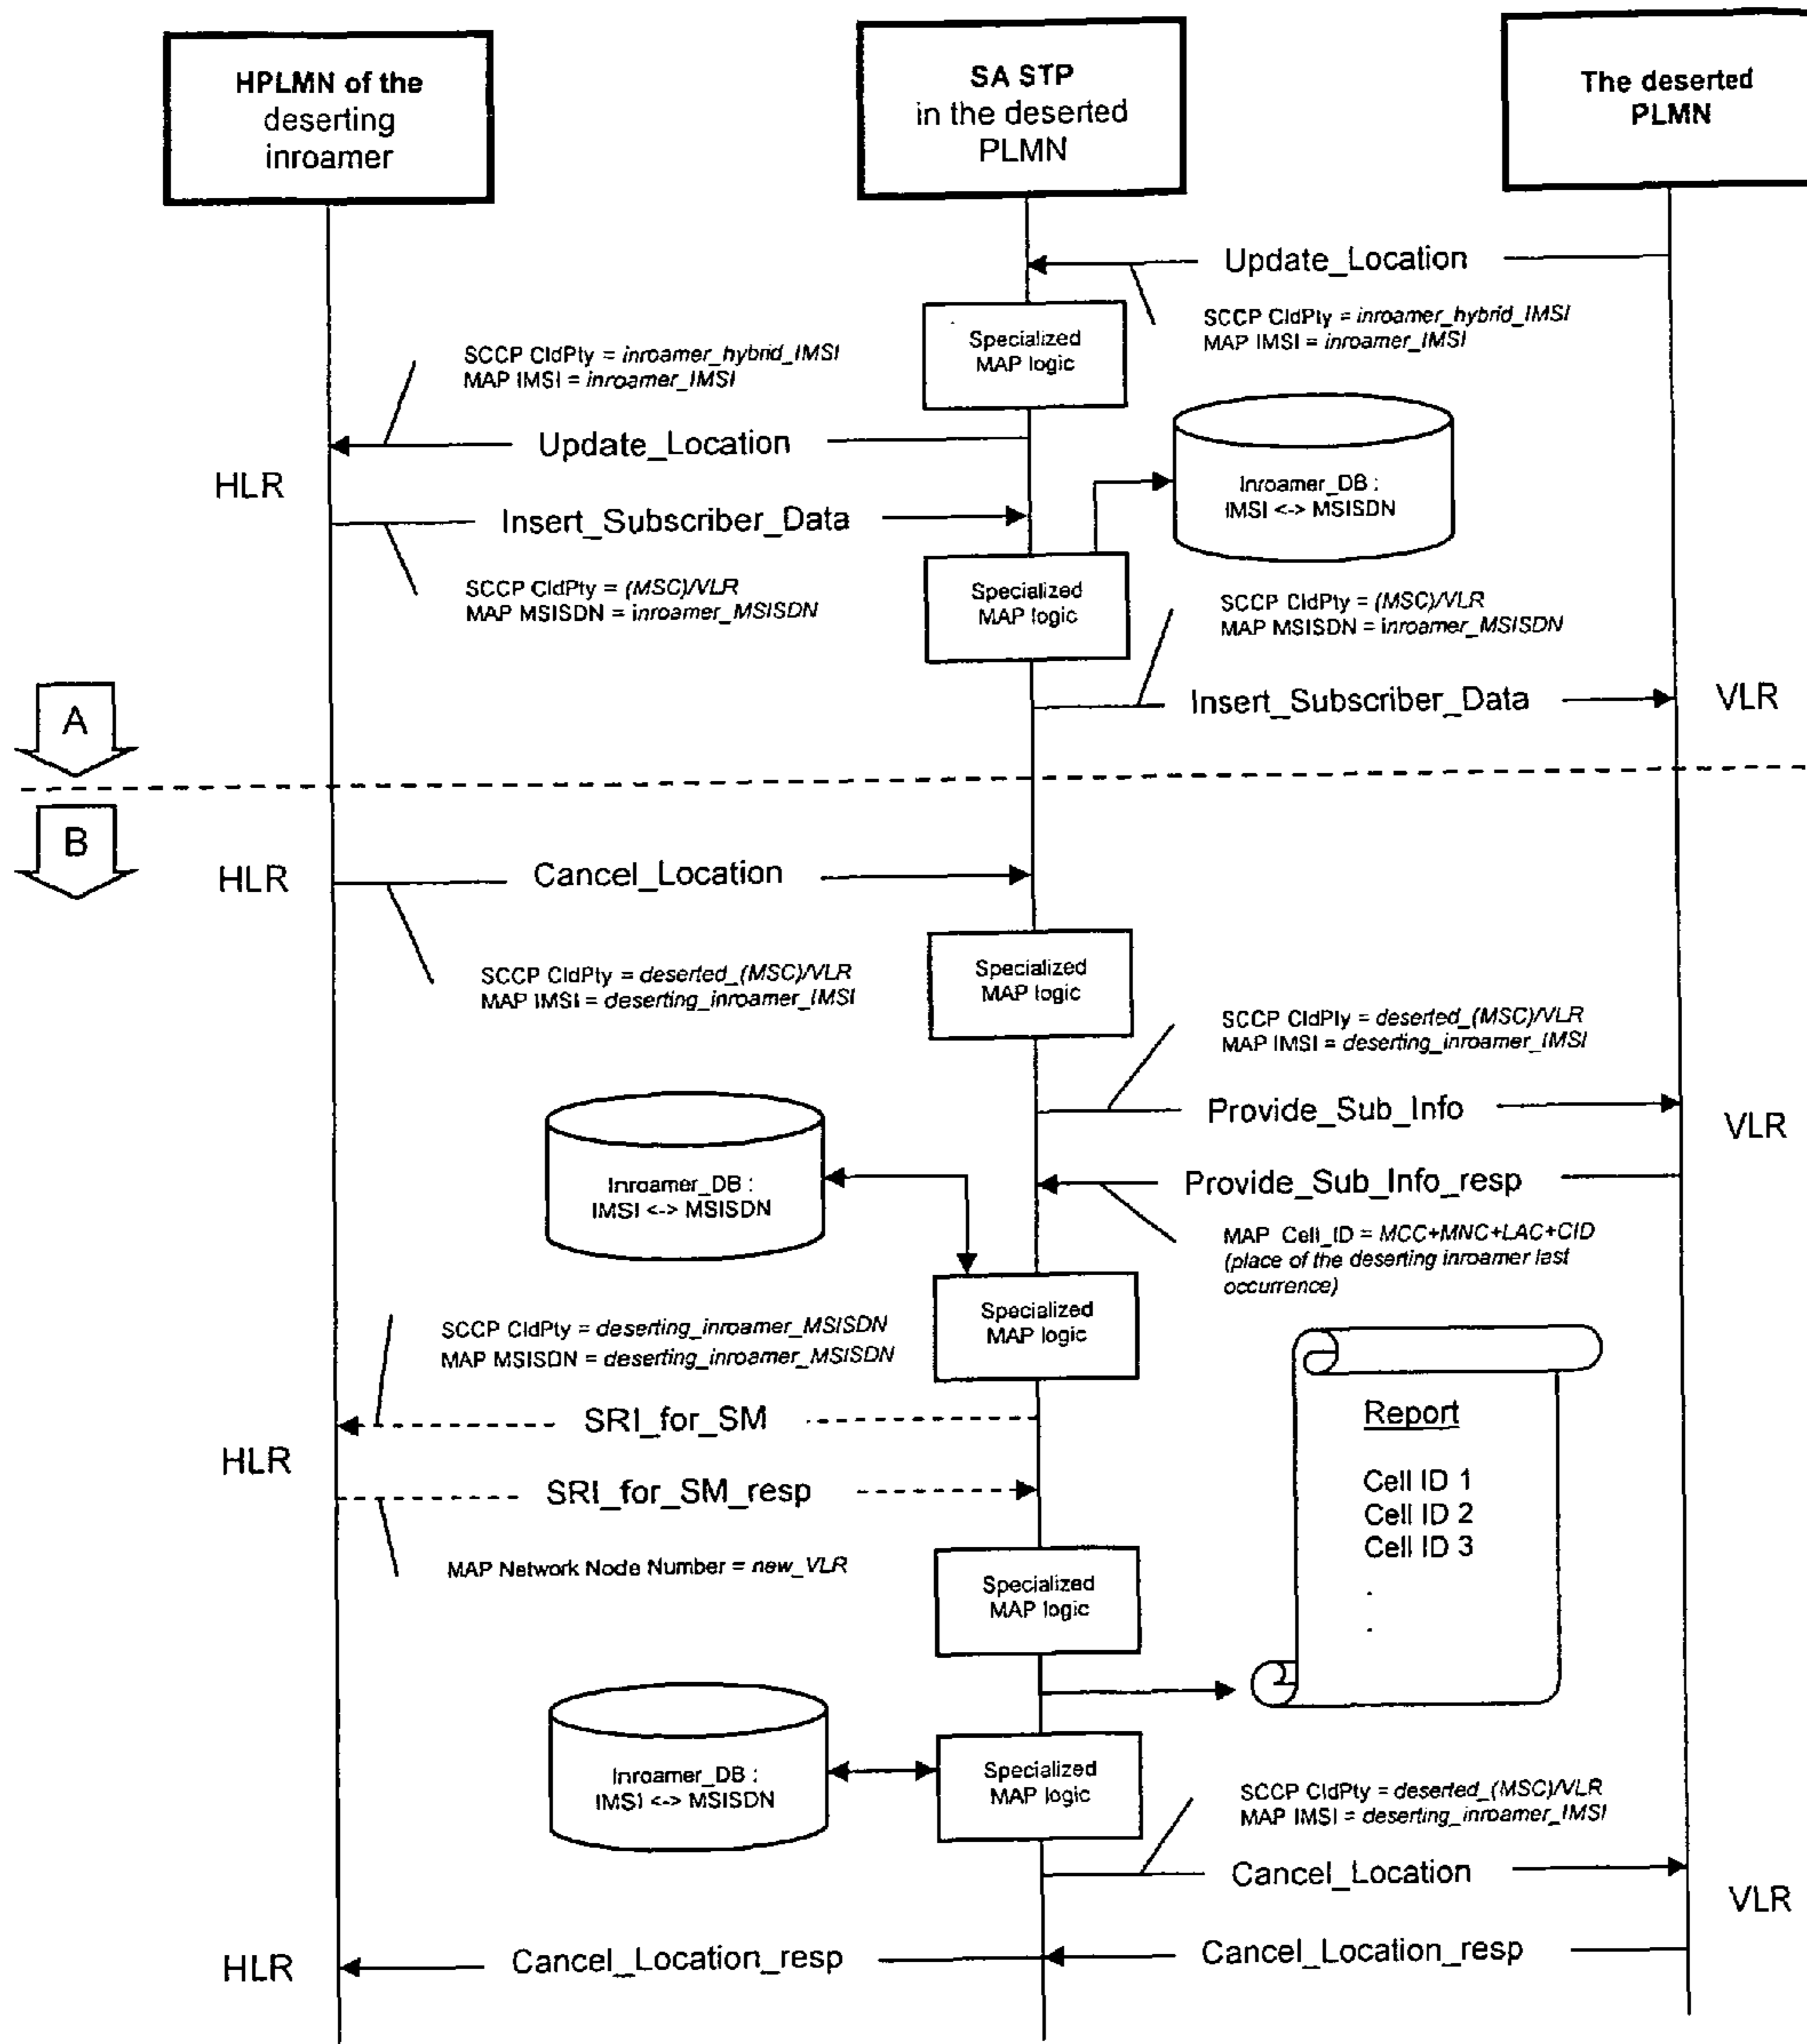 HPLMN of the
deserting
inroamer
SA STP
in the deserted
PLMN
The deserted
PLMN
Update_Location
SCCP CldPty = inroamer_hybrid_IMSI
MAP IMSI = inroamer_IMSI
Specialized
MAP logic
SCCP CldPty = inroamer_hybrid_IMSI
MAP IMSI = inroamer_IMSI
Update_Location
HLR
Inroamer_DB :
IMSI <-> MSISDN
Insert_Subscriber_Data
SCCP CldPty = (MSC)/VLR
MAP MSISDN = inroamer_MSISDN
Specialized
MAP logic
SCCP CldPty = (MSC)/VLR
MAP MSISDN = inroamer_MSISDN
Insert_Subscriber_Data
VLR
A
B
HLR
Cancel_Location
SCCP CldPty = deserted_(MSC)/VLR
MAP IMSI = deserting_inroamer_IMSI
Specialized
MAP logic
SCCP CldPty = deserted_(MSC)/VLR
MAP IMSI = deserting_inroamer_IMSI
Provide_Sub_Info
VLR
Inroamer_DB :
IMSI <-> MSISDN
Provide_Sub_Info_resp
MAP Cell_ID = MCC+MNC+LAC+CID
(place of the deserting inroamer last
occurrence)
Specialized
MAP logic
SCCP CldPty = deserting_inroamer_MSISDN
MAP MSISDN = deserting_inroamer_MSISDN
SRI_for_SM
HLR
SRI_for_SM_resp
MAP Network Node Number = new_VLR
Report
Cell ID 1
Cell ID 2
Cell ID 3
.
.
Specialized
MAP logic
Inroamer_DB :
IMSI <-> MSISDN
Specialized
MAP logic
SCCP CldPty = deserted_(MSC)/VLR
MAP IMSI = deserting_inroamer_IMSI
Cancel_Location
VLR
Cancel_Location_resp
HLR
Cancel_Location_resp